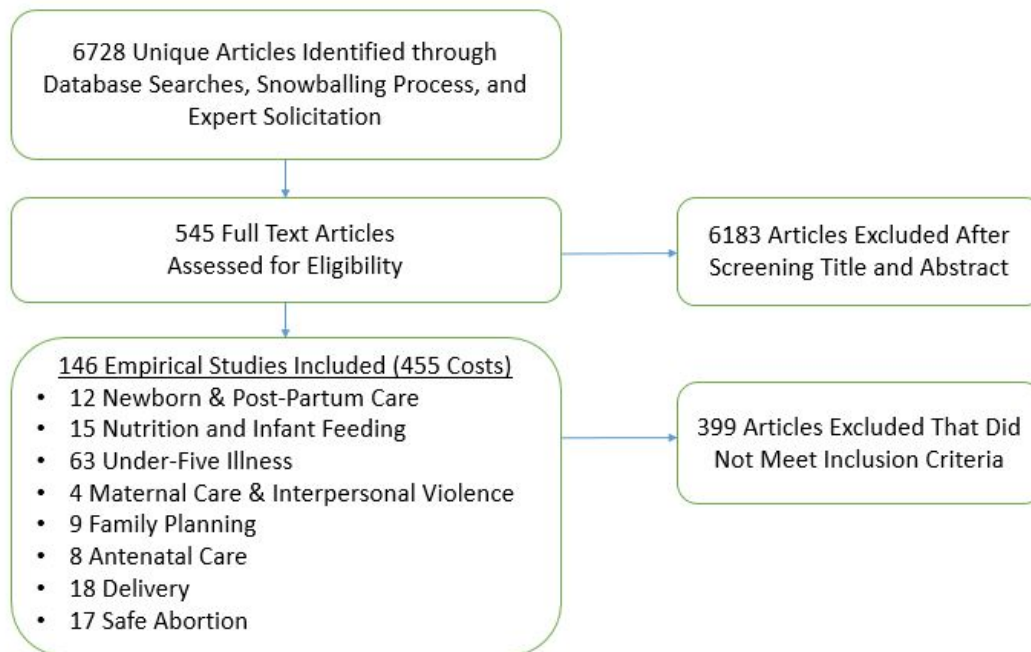 6728 Unique Articles Identified through
Database Searches, Snowballing Process, and
Expert Solicitation
545 Full Text Articles
Assessed for Eligibility
6183 Articles Excluded After
Screening Title and Abstract
146 Empirical Studies Included (455 Costs)
• 12 Newborn & Post-Partum Care
• 15 Nutrition and Infant Feeding
• 63 Under-Five Illness
• 4 Maternal Care & Interpersonal Violence
• 9 Family Planning
• 8 Antenatal Care
• 18 Delivery
• 17 Safe Abortion
399 Articles Excluded That Did
Not Meet Inclusion Criteria